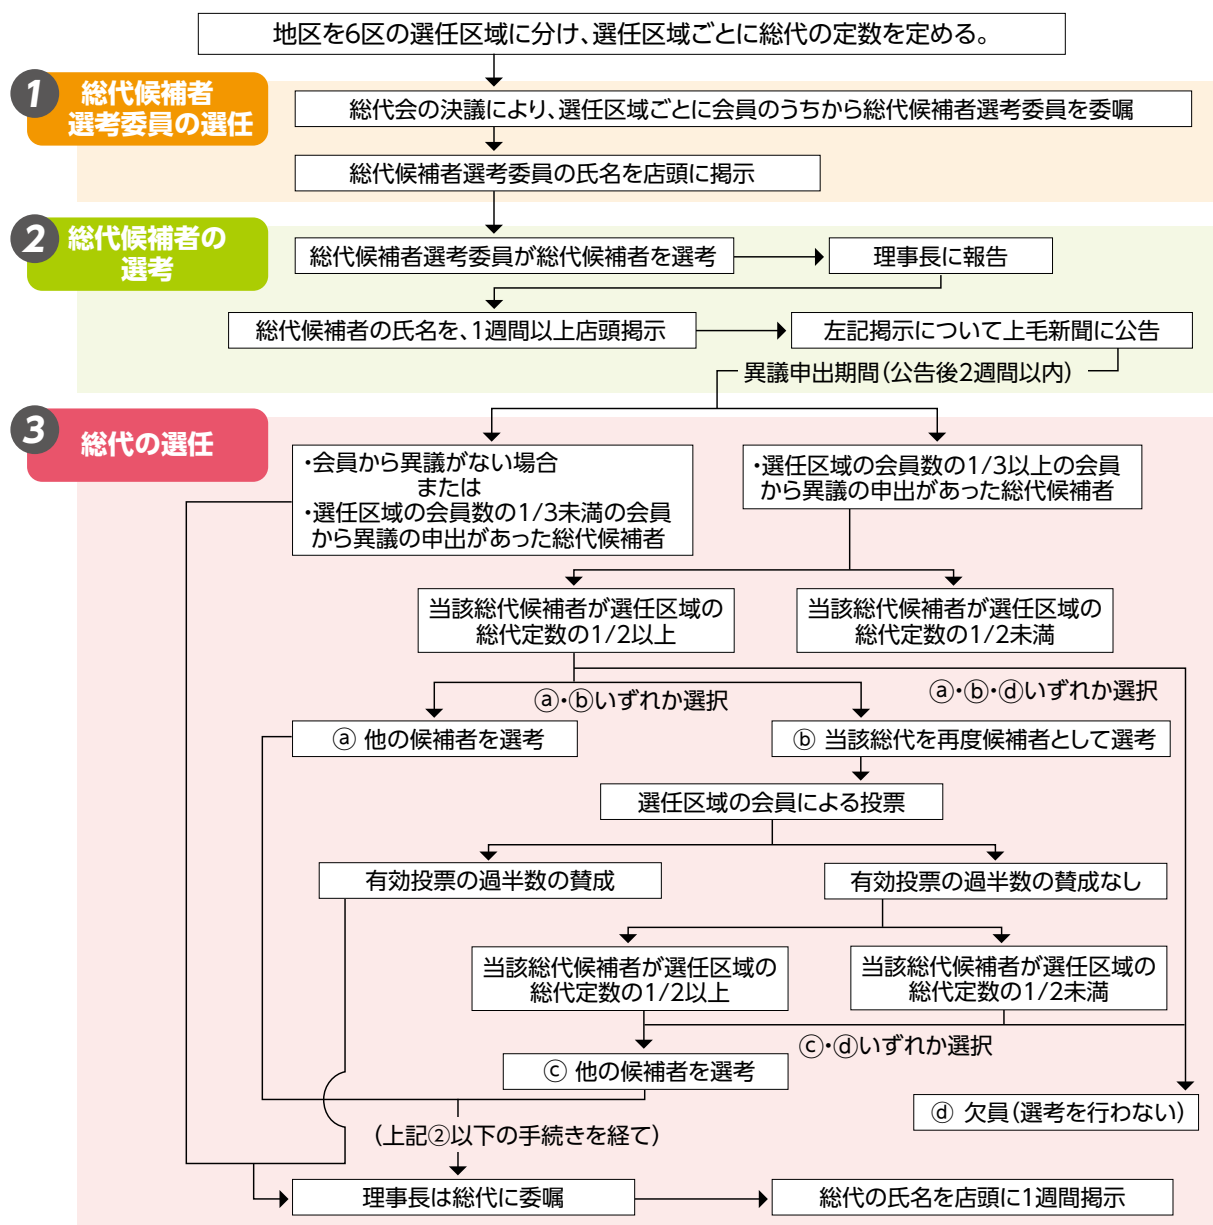 地区を6区の選任区域に分け、選任区域ごとに総代の定数を定める。
1
総代候補者
選考委員の選任
総代会の決議により、選任区域ごとに会員のうちから総代候補者選考委員を委嘱
総代候補者選考委員の氏名を店頭に掲示
2
総代候補者の
選考
総代候補者選考委員が総代候補者を選考
理事長に報告
総代候補者の氏名を、1週間以上店頭掲示
左記掲示について上毛新聞に公告
異議申出期間(公告後2週間以内)
3
総代の選任
・会員から異議がない場合
または
・選任区域の会員数の1/3未満の会員
から異議の申出があった総代候補者
・選任区域の会員数の1/3以上の会員
から異議の申出があった総代候補者
当該総代候補者が選任区域の
総代定数の1/2以上
当該総代候補者が選任区域の
総代定数の1/2未満
ⓐ・ⓑいずれか選択
ⓐ・ⓑ・ⓓいずれか選択
ⓐ 他の候補者を選考
ⓑ 当該総代を再度候補者として選考
選任区域の会員による投票
有効投票の過半数の賛成
有効投票の過半数の賛成なし
当該総代候補者が選任区域の
総代定数の1/2以上
当該総代候補者が選任区域の
総代定数の1/2未満
ⓒ・ⓓいずれか選択
ⓒ 他の候補者を選考
ⓓ 欠員(選考を行わない)
(上記②以下の手続きを経て)
理事長は総代に委嘱
総代の氏名を店頭に1週間掲示